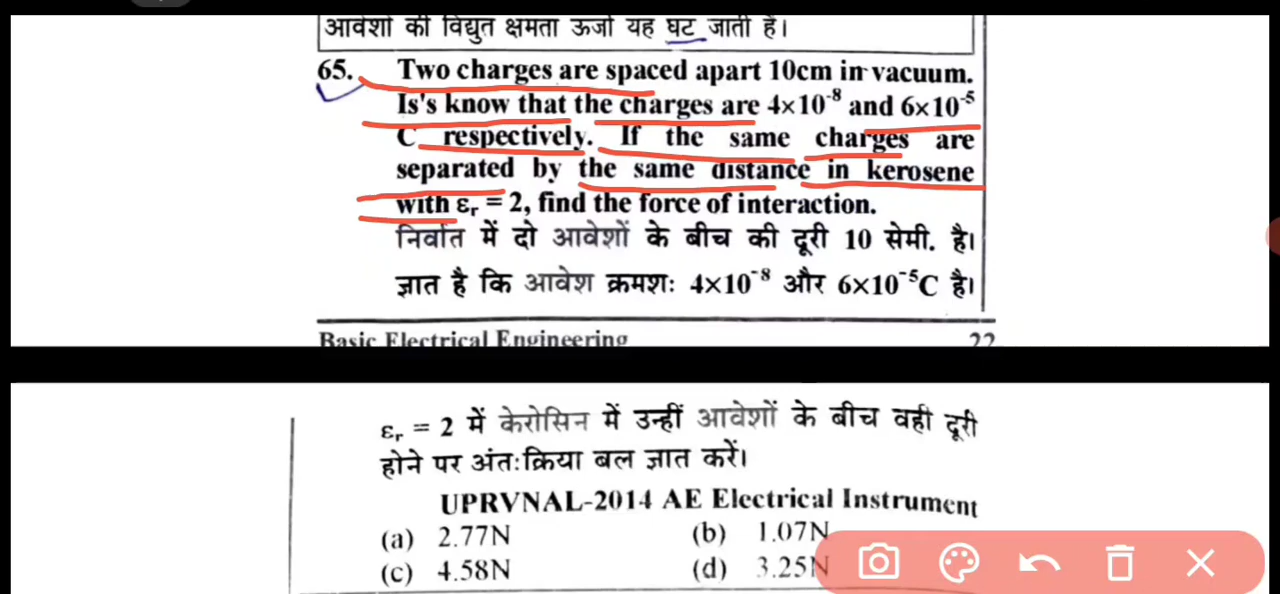 आवेशों की विद्युत क्षमता ऊर्जा यह घट जाती है।
65. Two charges are spaced apart 10cm in vacuum.
Is's know that the charges are 4×10⁻⁸ and 6×10⁻⁵
C respectively. If the same charges are
separated by the same distance in kerosene
with εᵣ = 2, find the force of interaction.
निर्वात में दो आवेशों के बीच की दूरी 10 सेमी. है।
ज्ञात है कि आवेश क्रमशः 4×10⁻⁸ और 6×10⁻⁵C है।
Basic Electrical Engineering 22
εᵣ = 2 में केरोसिन में उन्हीं आवेशों के बीच वही दूरी
होने पर अंतःक्रिया बल ज्ञात करें।
UPRVNAL-2014 AE Electrical Instrument
(a) 2.77N (b) 1.07N
(c) 4.58N (d) 3.25N